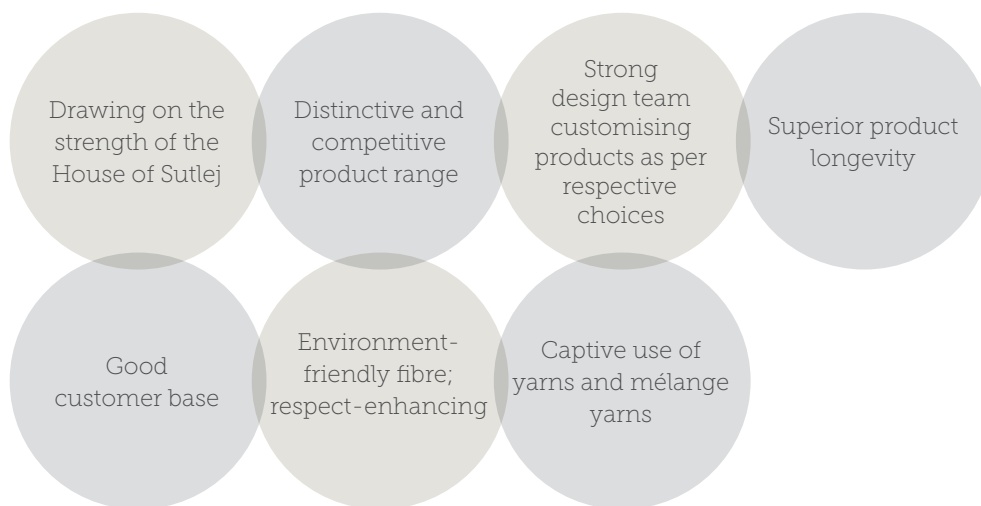 Drawing on the
strength of the
House of Sutlej
Distinctive and
competitive
product range
Strong
design team
customising
products as per
respective
choices
Superior product
longevity
Good
customer base
Environment-
friendly fibre;
respect-enhancing
Captive use of
yarns and mélange
yarns